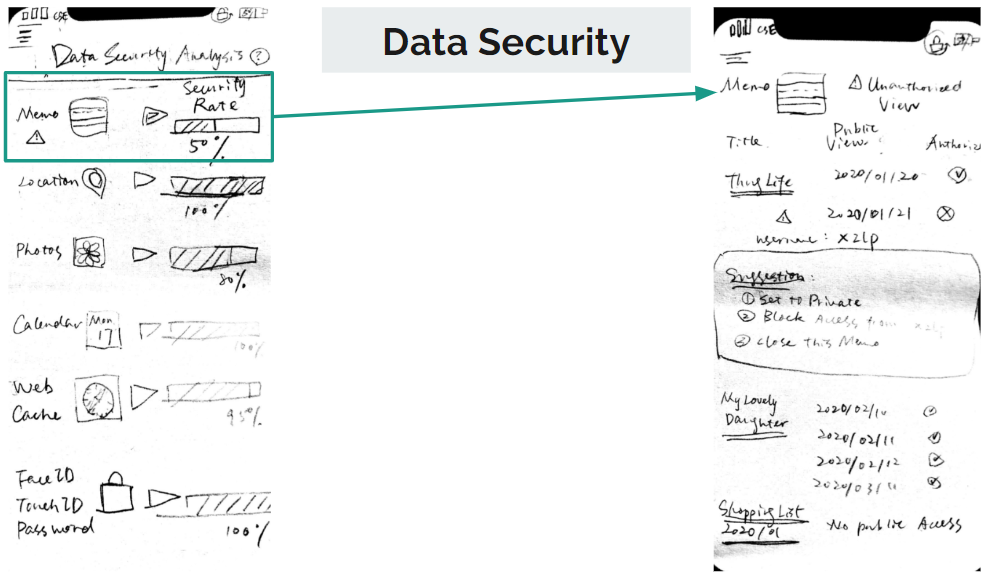 Data Security
CSE
Data Security Analysis ?
Security
Rate
Memo
50%
Location
100%
Photos
80%
Calendar
Mon
17
100%
Web
Cache
95%
Face ID
Touch ID
Password
100%
CSE
Memo
Unauthorized
View
Title
Public
View
Authoriz
Thug Life
2020/01/20
2020/01/21
username: xzlp
Suggestion:
① Set to Private
② Block Access from xzlp
③ Close this Memo
My Lovely
Daughter
2020/02/10
2020/02/11
2020/02/12
2020/03/11
Shopping List
2020/01
No public Access